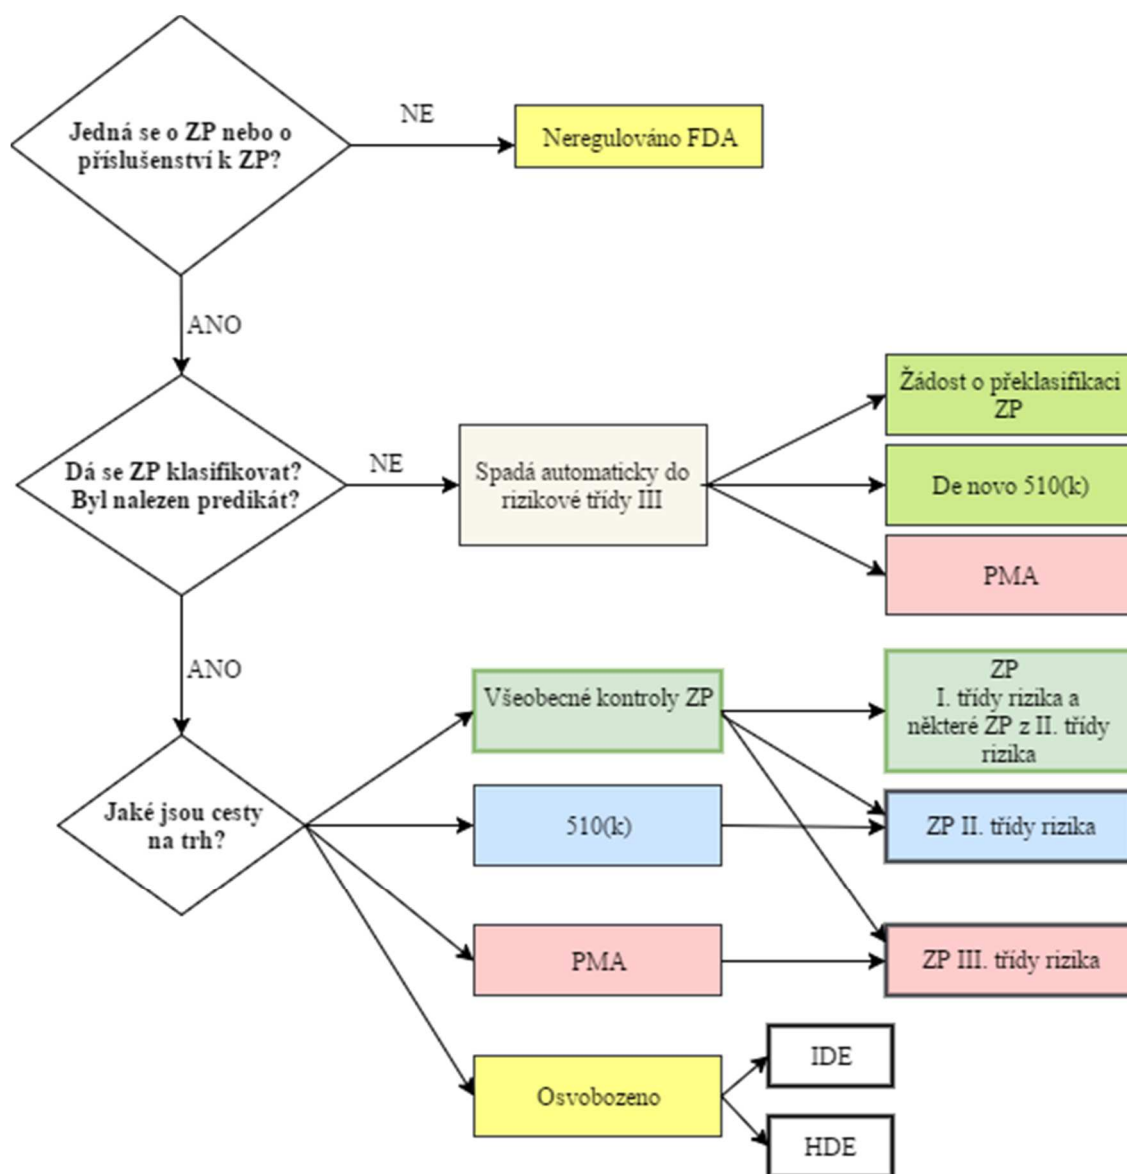 Jedná se o ZP nebo o
příslušenství k ZP?
NE
Neregulováno FDA
ANO
Dá se ZP klasifikovat?
Byl nalezen predikát?
NE
Spadá automaticky do
rizikové třídy III
Žádost o překlasifikaci
ZP
De novo 510(k)
PMA
ANO
Jaké jsou cesty
na trh?
Všeobecné kontroly ZP
ZP
I. třídy rizika a
některé ZP z II. třídy
rizika
510(k)
ZP II. třídy rizika
PMA
ZP III. třídy rizika
Osvobozeno
IDE
HDE